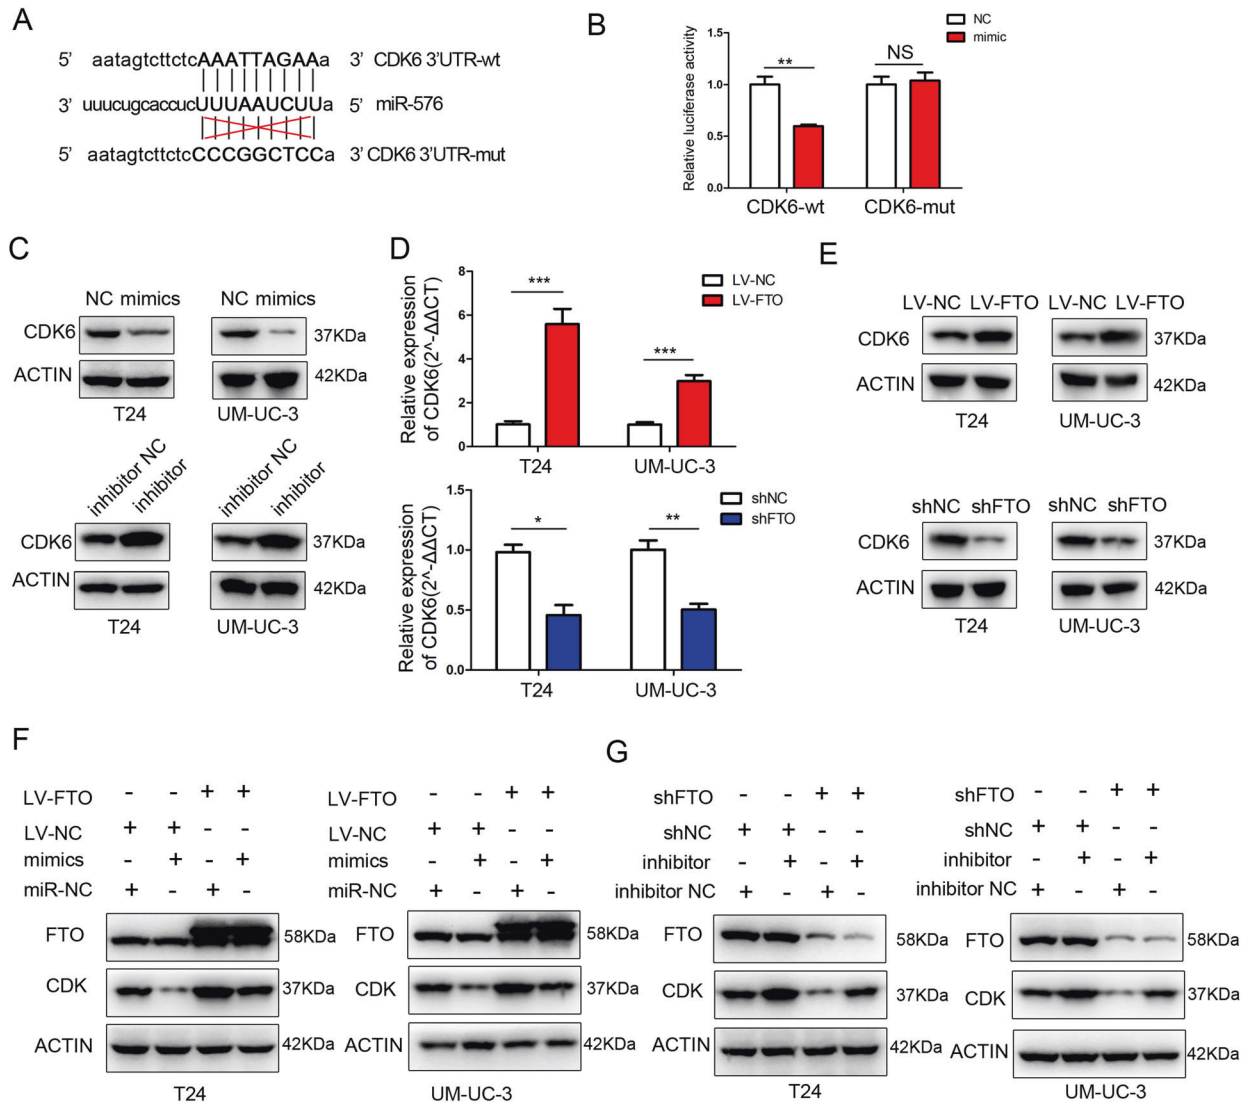 A
5' aatagtcttctcAAATTAGAAa 3' CDK6 3'UTR-wt
3' uuucugcaccucUUUAAUCUUa 5' miR-576
5' aatagtcttctcCCCGGCTCCa 3' CDK6 3'UTR-mut
B
NC
mimic
Relative luciferase activity
1.5
1.0
0.5
0.0
**
NS
CDK6-wt CDK6-mut
C
NC mimics NC mimics
CDK6 37KDa
ACTIN 42KDa
T24 UM-UC-3
inhibitor NC inhibitor inhibitor NC inhibitor
CDK6 37KDa
ACTIN 42KDa
T24 UM-UC-3
D
Relative expression
of CDK6(2^-ΔΔCT)
8
6
4
2
0
LV-NC
LV-FTO
***
***
T24 UM-UC-3
Relative expression
of CDK6(2^-ΔΔCT)
1.5
1.0
0.5
0.0
shNC
shFTO
*
**
T24 UM-UC-3
E
LV-NC LV-FTO LV-NC LV-FTO
CDK6 37KDa
ACTIN 42KDa
T24 UM-UC-3
shNC shFTO shNC shFTO
CDK6 37KDa
ACTIN 42KDa
T24 UM-UC-3
F
LV-FTO - - + +
LV-NC + + - -
mimics - + - +
miR-NC + - + -
FTO 58KDa
CDK 37KDa
ACTIN 42KDa
T24
LV-FTO - - + +
LV-NC + + - -
mimics - + - +
miR-NC + - + -
FTO 58KDa
CDK 37KDa
ACTIN 42KDa
UM-UC-3
G
shFTO - - + +
shNC + + - -
inhibitor - + - +
inhibitor NC + - + -
FTO 58KDa
CDK 37KDa
ACTIN 42KDa
T24
shFTO - - + +
shNC + + - -
inhibitor - + - +
inhibitor NC + - + -
FTO 58KDa
CDK 37KDa
ACTIN 42KDa
UM-UC-3